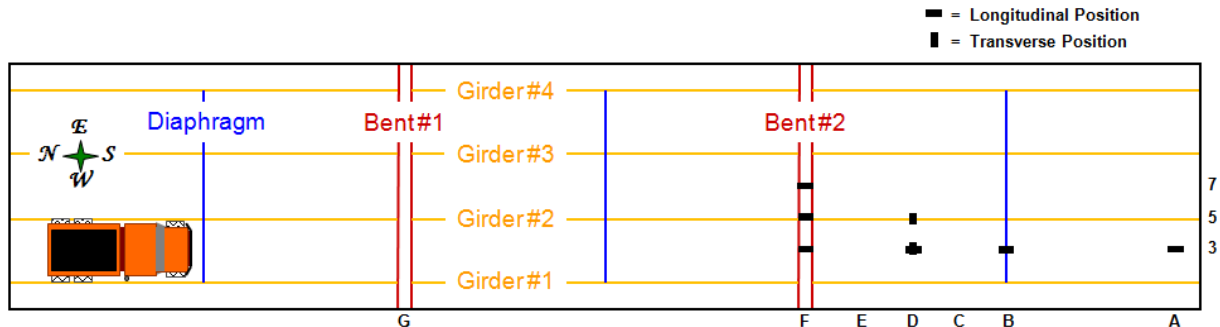 = Longitudinal Position
= Transverse Position
Girder #4
Diaphragm
Bent #1
Bent #2
E
N S
W
Girder #3
7
Girder #2
5
3
Girder #1
G F E D C B A